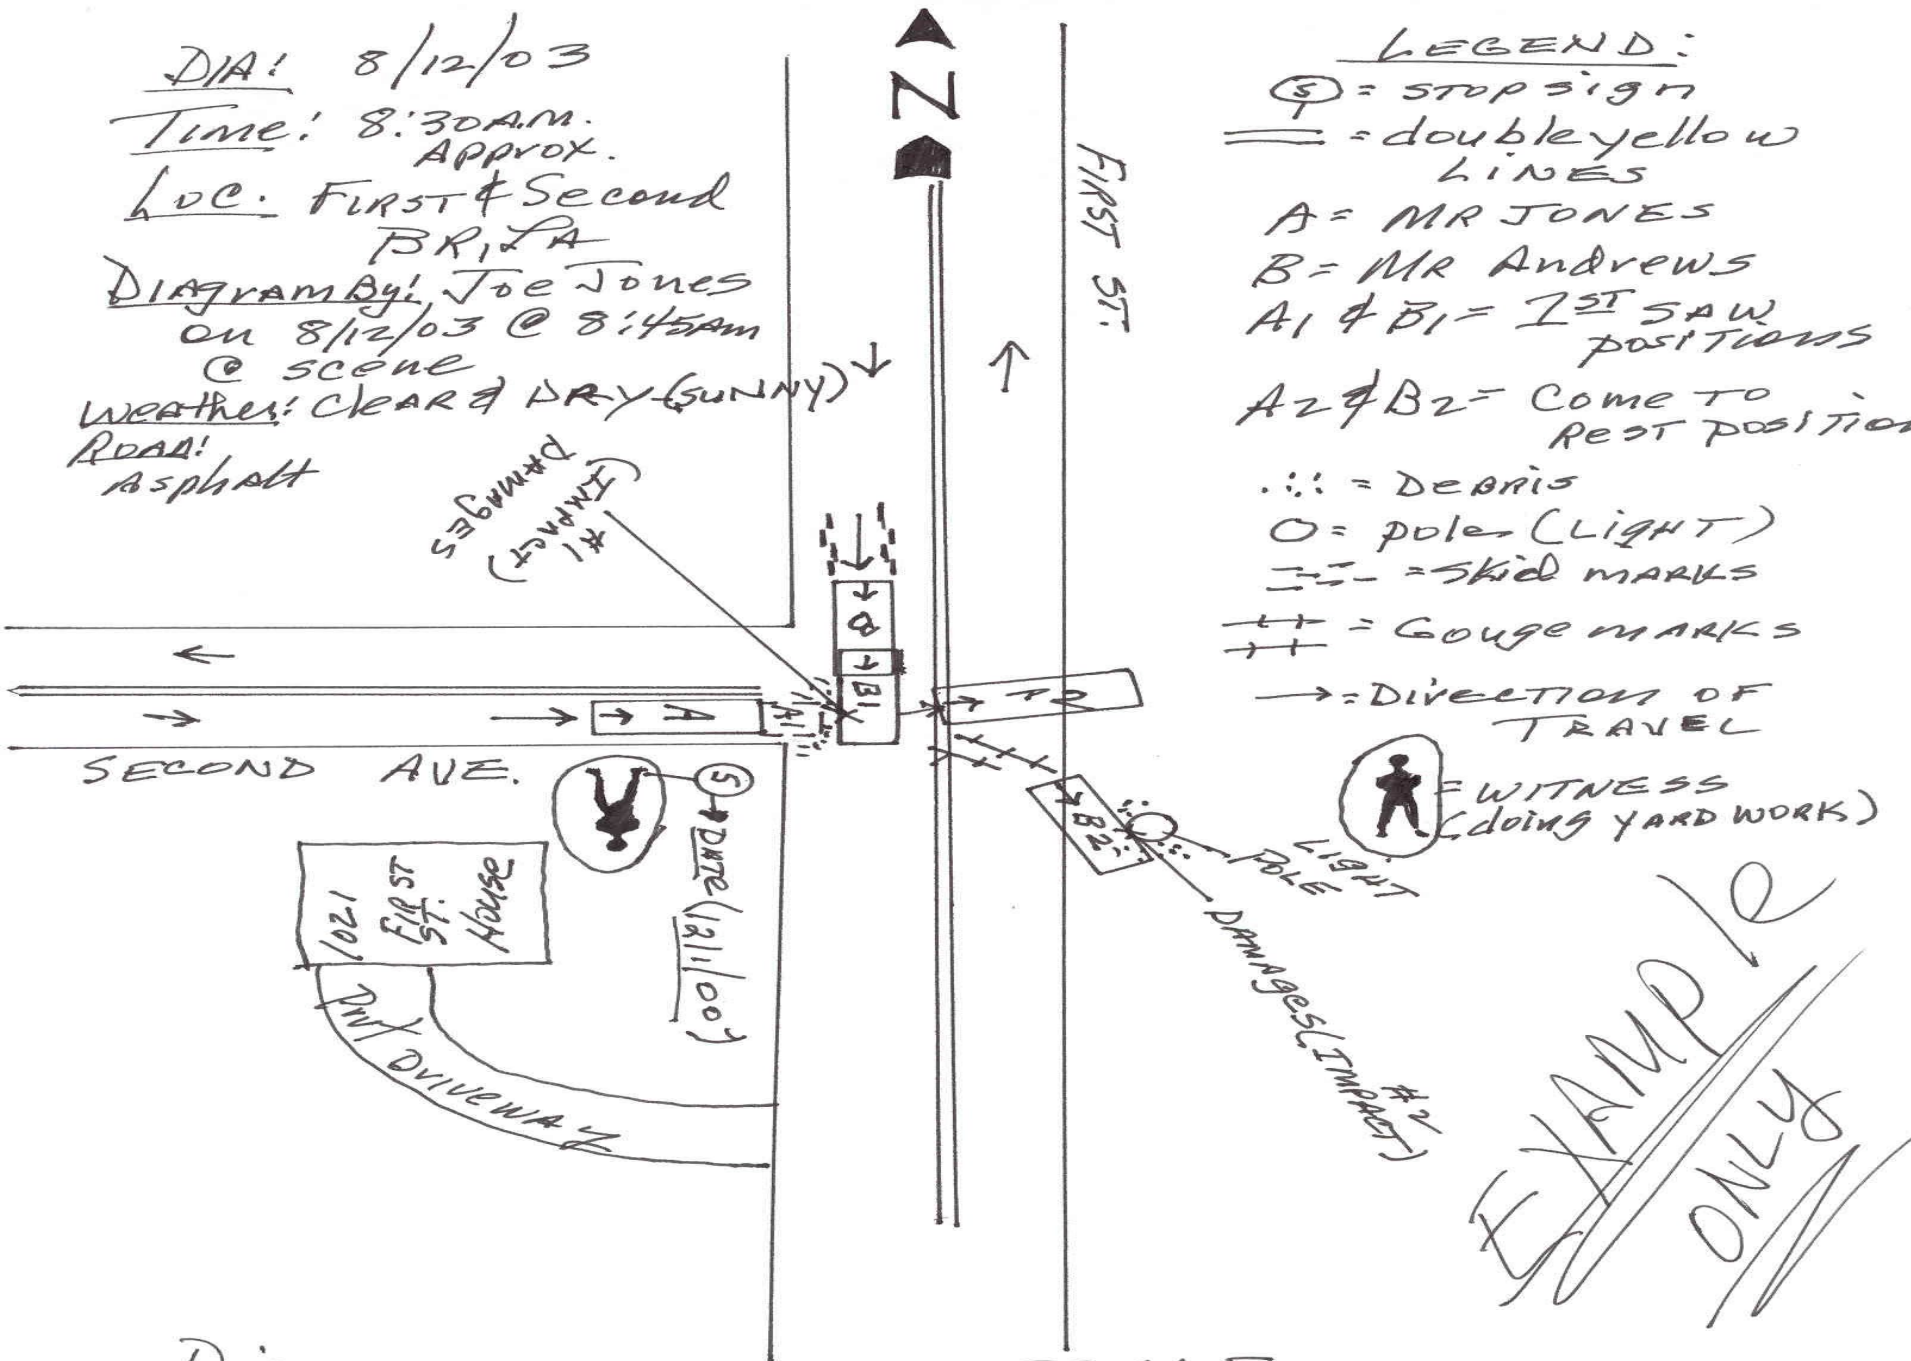 DIA: 8/12/03
Time: 8:30 A.M.
Approx.
Loc. FIRST & Second
BR, LA
Diagram By: Joe Jones
on 8/12/03 @ 8:45am
@ scene
Weather: Clear & DRY (SUNNY)
ROAD:
Asphalt
N
FIRST ST.
LEGEND:
S = STOP sign
= double yellow
LINES
A = MR JONES
B = MR Andrews
A1 & B1 = 1ST SAW
positions
A2 & B2 = Come TO
Rest position
= DEBRIS
O = poles (LIGHT)
= Skid MARKS
= Gouge MARKS
→ = Direction OF
TRAVEL
= WITNESS
(doing YARD WORK)
DAMAGES
(IMPACT)
#1
B
B1
A
A1
A2
B2
SECOND AVE.
S
DATE (12/1/00)
LIGHT
POLE
1021
FIRST
ST.
House
DAMAGES (IMPACT)
#2
DRIVEWAY
EXAMPLE
ONLY